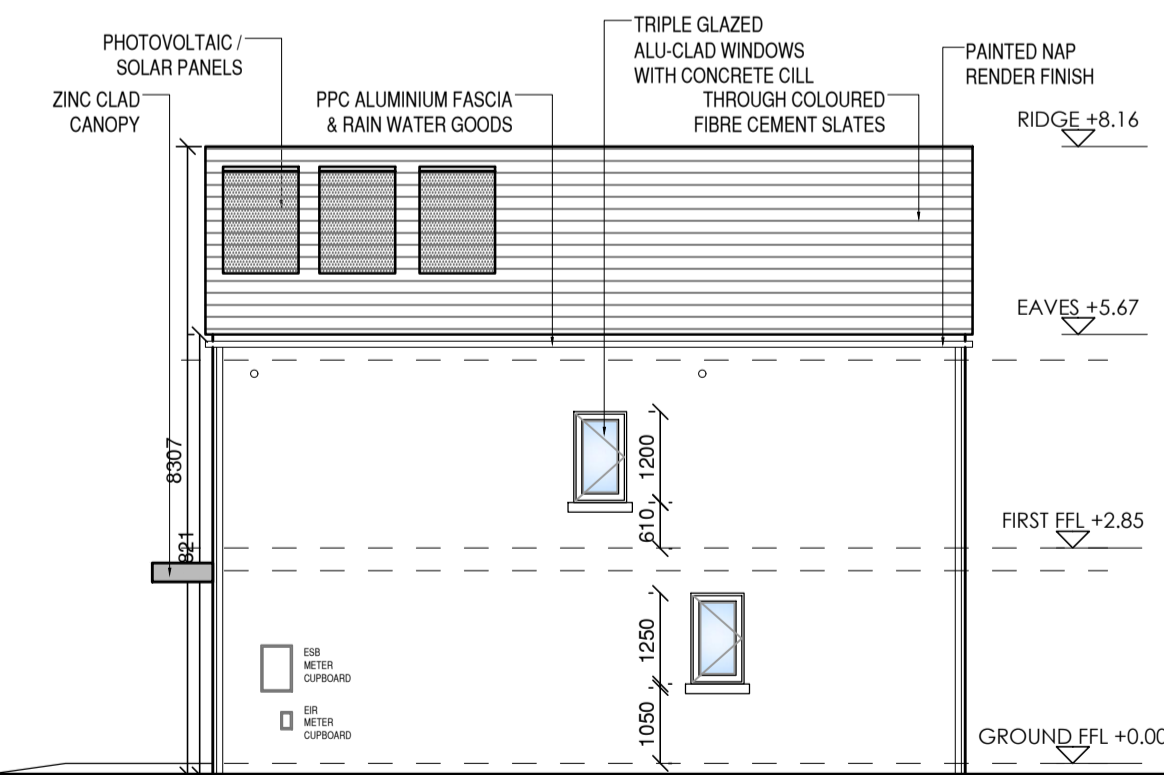 PHOTOVOLTAIC /
SOLAR PANELS
ZINC CLAD
CANOPY
PPC ALUMINIUM FASCIA
& RAIN WATER GOODS
TRIPLE GLAZED
ALU-CLAD WINDOWS
WITH CONCRETE CILL
THROUGH COLOURED
FIBRE CEMENT SLATES
PAINTED NAP
RENDER FINISH
RIDGE +8.16
EAVES +5.67
8307
1200
610
FIRST FFL +2.85
821
1250
1050
ESB
METER
CUPBOARD
EIR
METER
CUPBOARD
GROUND FFL +0.00